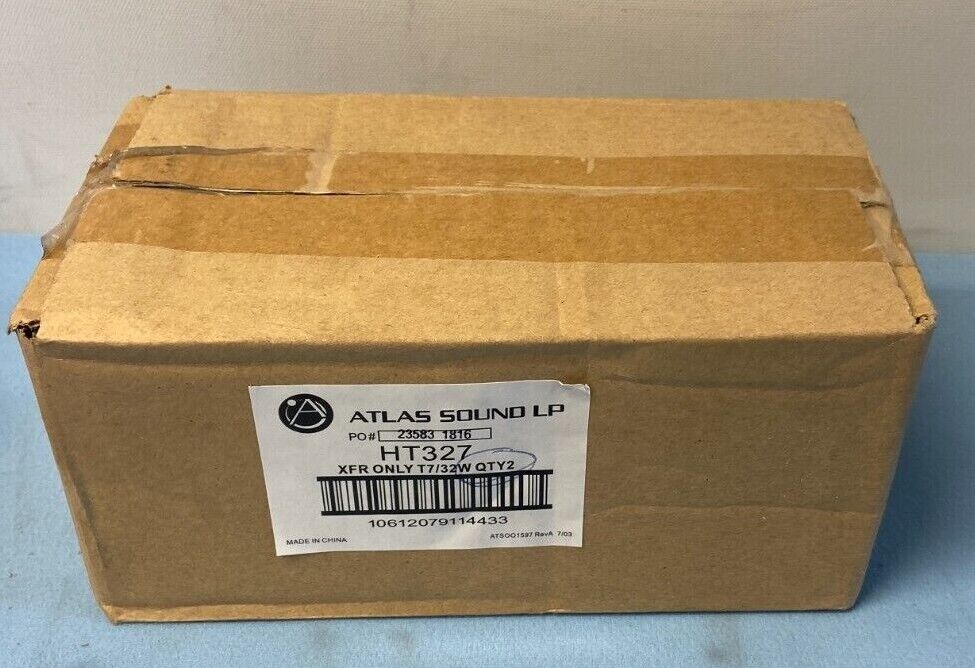 ATLAS SOUND LP
PO# 23583 1816
HT327
XFR ONLY T7/32W QTY2
10612079114433
MADE IN CHINA
ATSOO1597 RevA 7/03